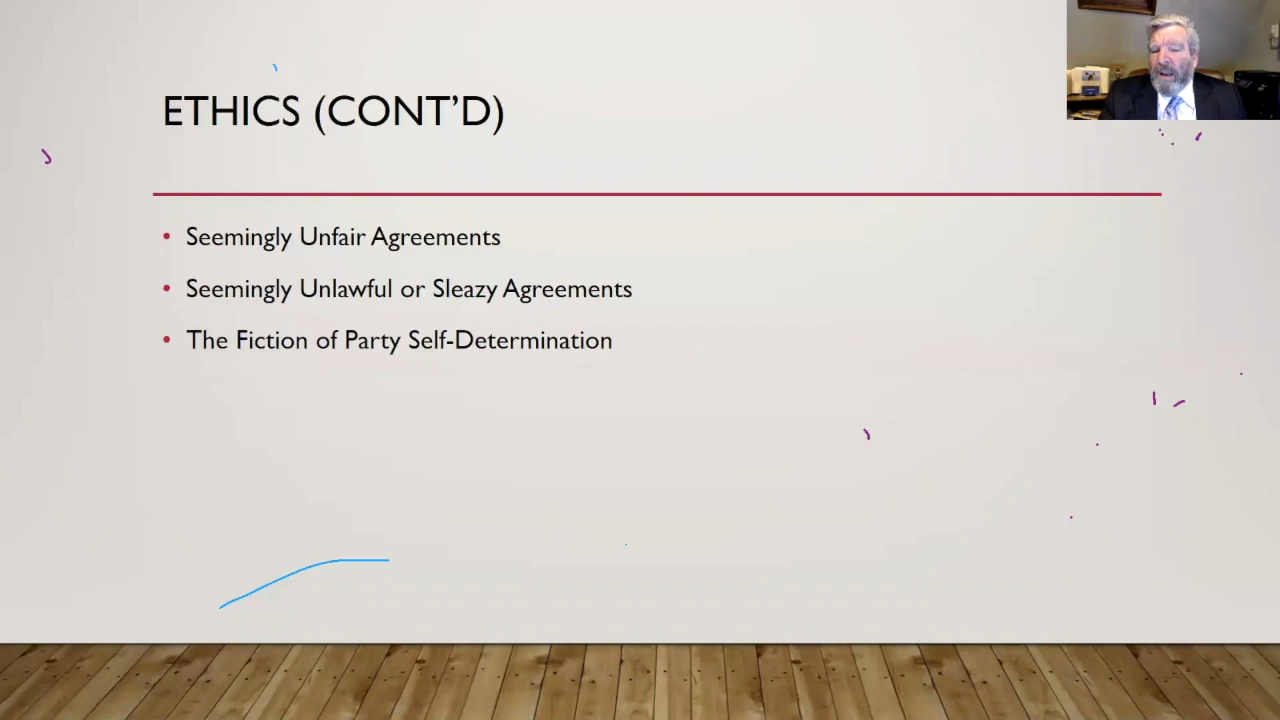 ETHICS (CONT’D)
• Seemingly Unfair Agreements
• Seemingly Unlawful or Sleazy Agreements
• The Fiction of Party Self-Determination